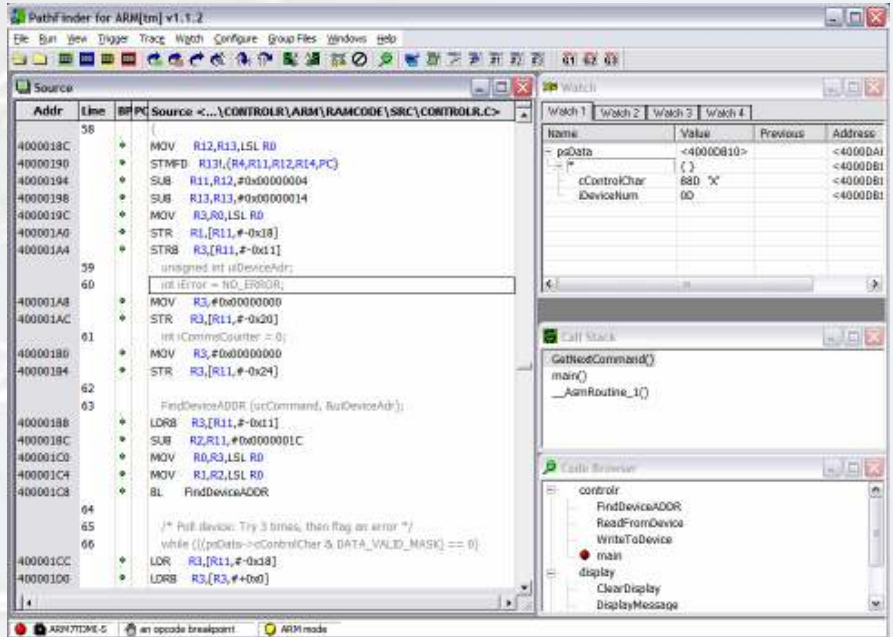 PathFinder for ARM[tm] v1.1.2
File Run View Trigger Trace Watch Configure Group Files Windows Help
Source
Addr Line BP PC Source <...\CONTROLR\ARM\RAMCODE\SRC\CONTROLR.C>
58 {
4000018C MOV R12,R13,LSL R0
40000190 STMFD R13!,{R4,R11,R12,R14,PC}
40000194 SUB R11,R12,#0x00000004
40000198 SUB R13,R13,#0x00000014
4000019C MOV R3,R0,LSL R0
400001A0 STR R1,[R11,#-0x18]
400001A4 STRB R3,[R11,#-0x11]
59 unsigned int uiDeviceAdr;
60 int iError = NO_ERROR;
400001A8 MOV R3,#0x00000000
400001AC STR R3,[R11,#-0x20]
61 int iCommsCounter = 0;
400001B0 MOV R3,#0x00000000
400001B4 STR R3,[R11,#-0x24]
62
63 FindDeviceADDR (ucCommand, &uiDeviceAdr);
400001B8 LDRB R3,[R11,#-0x11]
400001BC SUB R2,R11,#0x0000001C
400001C0 MOV R0,R3,LSL R0
400001C4 MOV R1,R2,LSL R0
400001C8 BL FindDeviceADDR
64
65 /* Poll device: Try 3 times, then flag an error */
66 while (((psData->cControlChar & DATA_VALID_MASK) == 0)
400001CC LDR R3,[R11,#-0x18]
400001D0 LDRB R3,[R3,#+0x0]
Watch
Watch 1 Watch 2 Watch 3 Watch 4
Name Value Previous Address
psData <4000DB10> <4000DAE
* { } <4000DB1
cControlChar 88D 'X' <4000DB1
iDeviceNum 0D <4000DB1
Call Stack
GetNextCommand()
main()
__AsmRoutine_1()
Code Browser
controlr
FindDeviceADDR
ReadFromDevice
WriteToDevice
main
display
ClearDisplay
DisplayMessage
ARM7TDMI-S an opcode breakpoint ARM mode